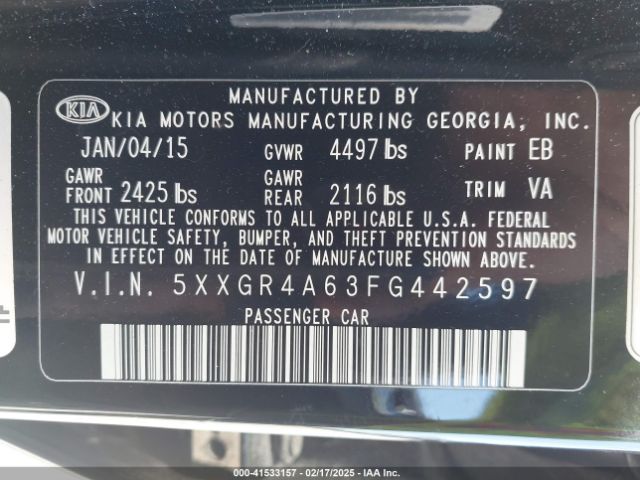 MANUFACTURED BY
KIA KIA MOTORS MANUFACTURING GEORGIA, INC.
JAN/04/15 GVWR 4497 lbs PAINT EB
GAWR FRONT 2425 lbs GAWR REAR 2116 lbs TRIM VA
THIS VEHICLE CONFORMS TO ALL APPLICABLE U.S.A. FEDERAL
MOTOR VEHICLE SAFETY, BUMPER, AND THEFT PREVENTION STANDARDS
IN EFFECT ON THE DATE OF MANUFACTURE SHOWN ABOVE.
V.I.N. 5XXGR4A63FG442597
PASSENGER CAR
000-41533157 - 02/17/2025 - IAA Inc.